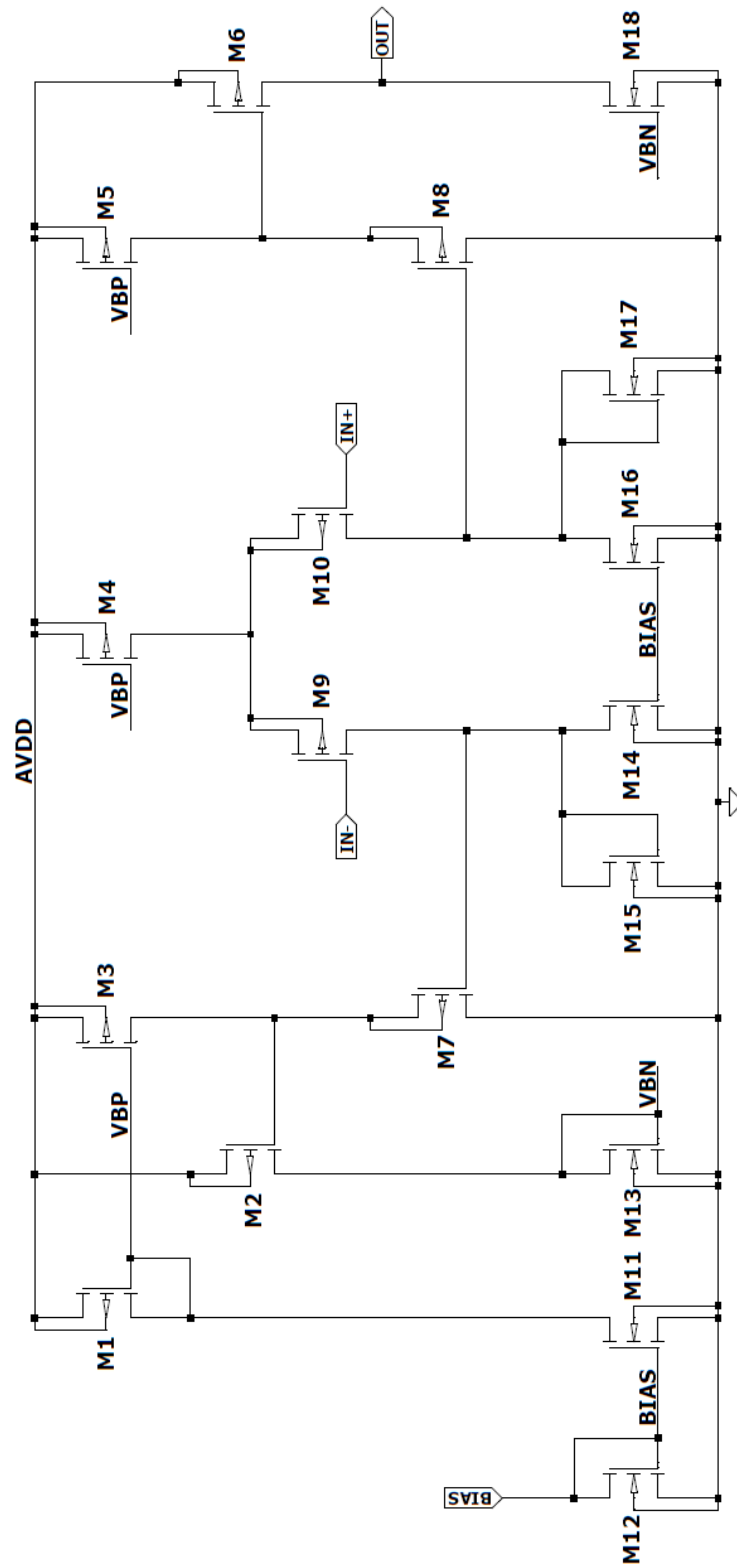 AVDD
M1
M2
M3
M4
M5
M6
VBP
VBP
VBP
M7
M8
M9
M10
IN-
IN+
OUT
BIAS
M12
BIAS
M11
M13
VBN
M15
M14
BIAS
M16
M17
VBN
M18